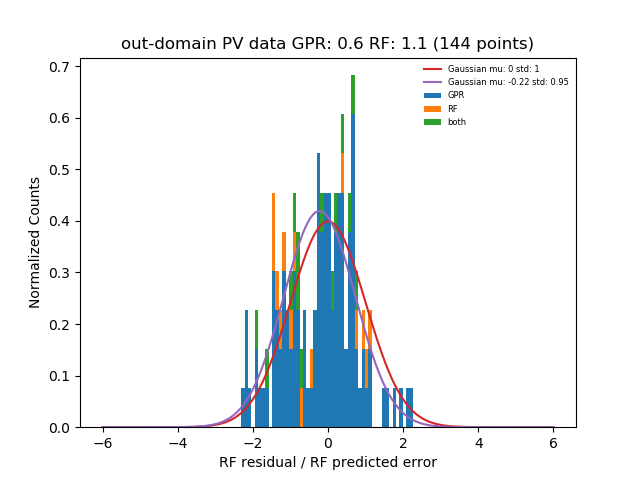 out-domain PV data GPR: 0.6 RF: 1.1 (144 points)
Gaussian mu: 0 std: 1
Gaussian mu: -0.22 std: 0.95
GPR
RF
both
Normalized Counts
0.7
0.6
0.5
0.4
0.3
0.2
0.1
0.0
−6
−4
−2
0
2
4
6
RF residual / RF predicted error